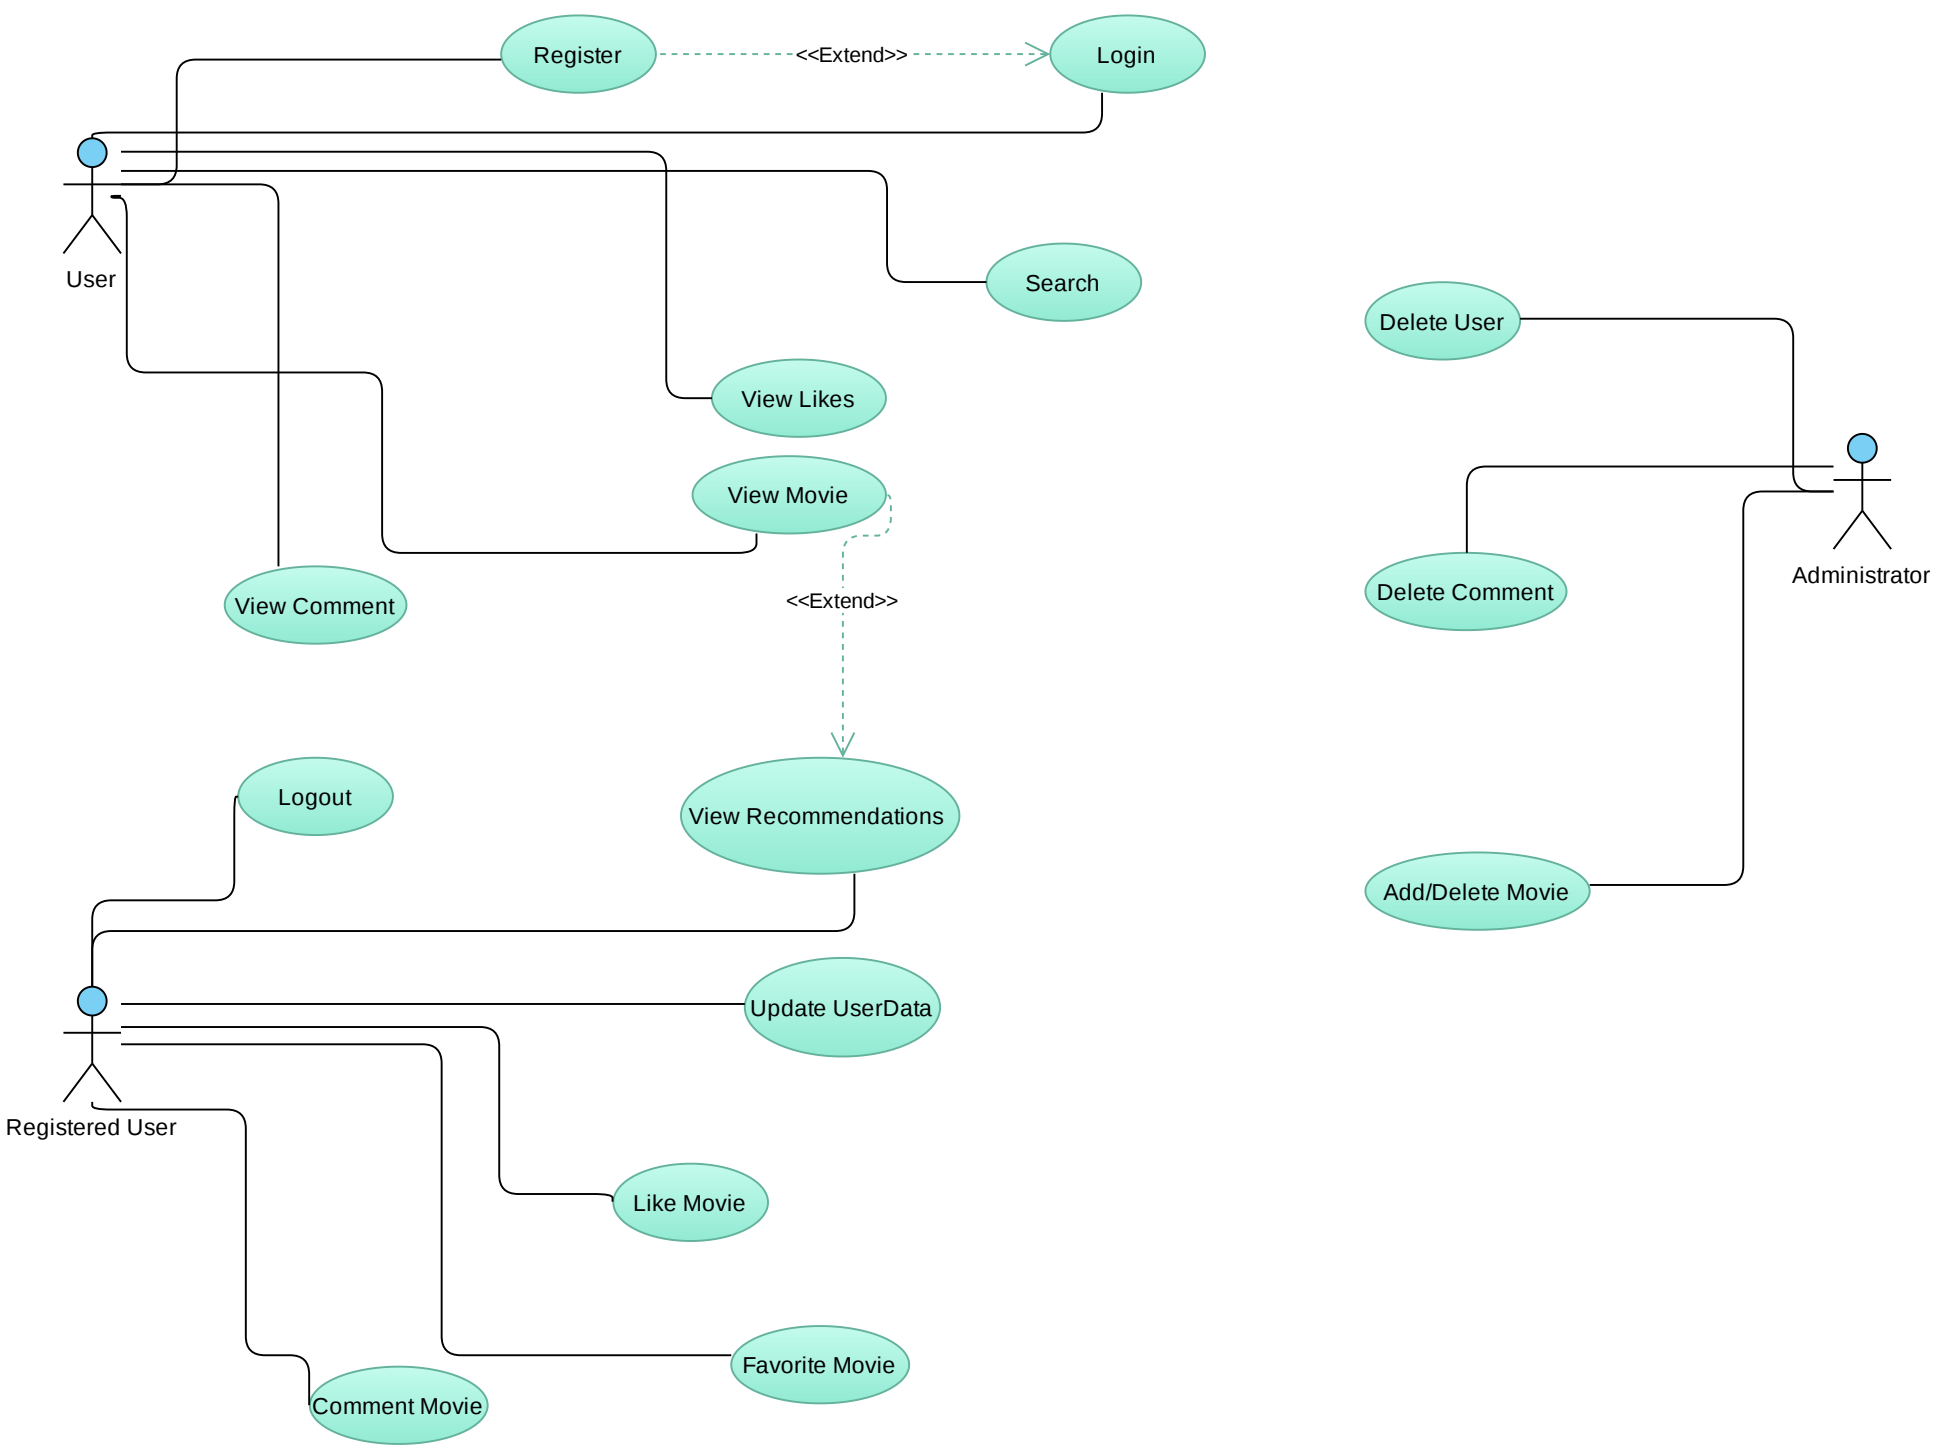 Register
<<Extend>>
Login
User
Search
Delete User
View Likes
View Movie
Administrator
Delete Comment
<<Extend>>
View Comment
Logout
View Recommendations
Add/Delete Movie
Update UserData
Registered User
Like Movie
Favorite Movie
Comment Movie